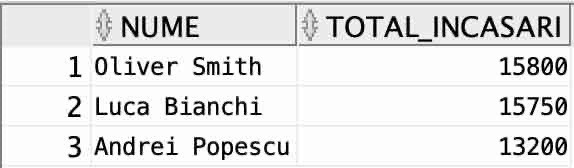 NUME TOTAL_INCASARI
1 Oliver Smith 15800
2 Luca Bianchi 15750
3 Andrei Popescu 13200